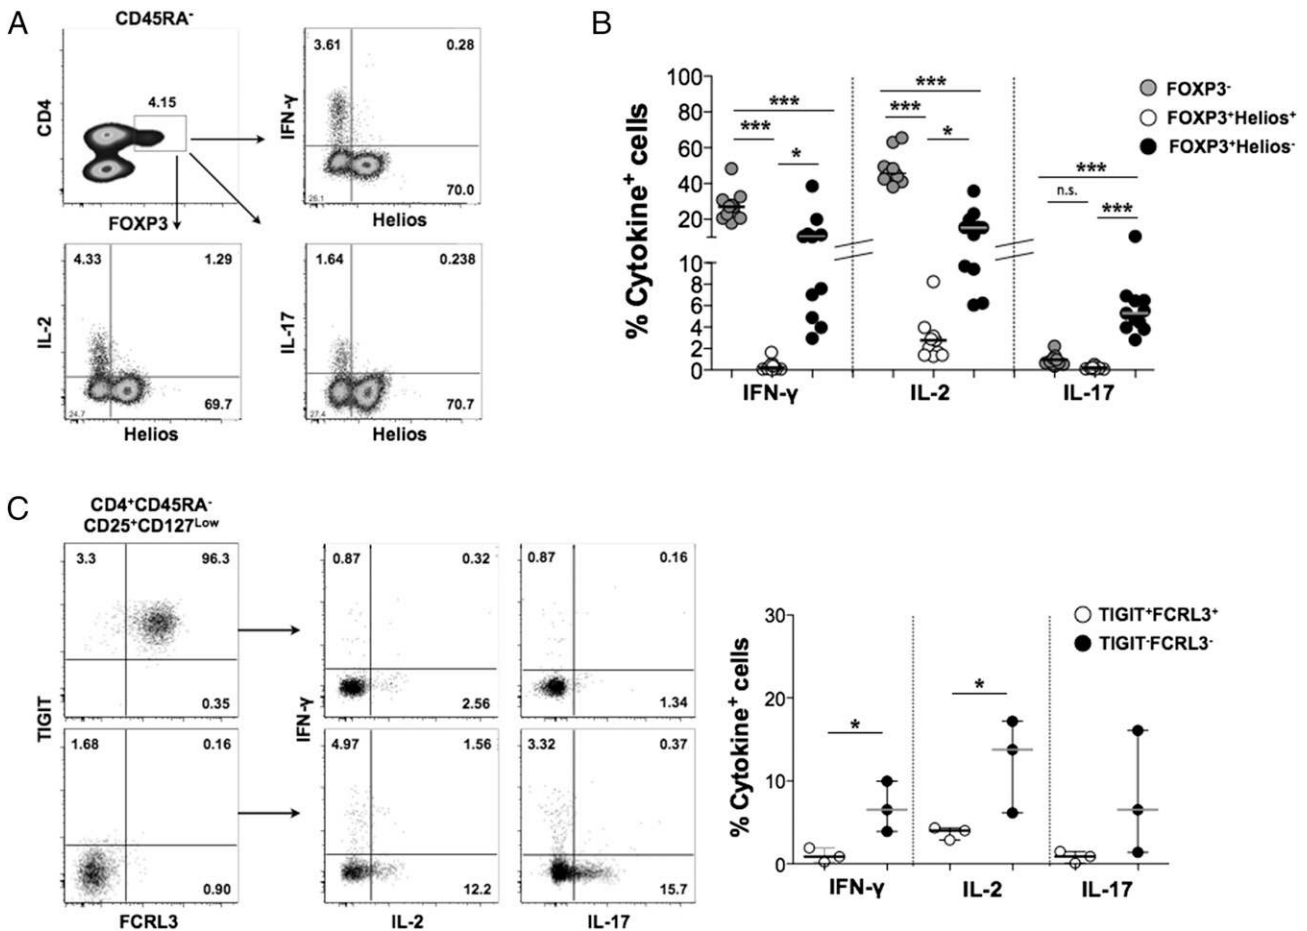 A
CD45RA-
CD4
4.15
FOXP3
3.61
0.28
IFN-γ
26.1
70.0
Helios
4.33
1.29
IL-2
24.7
69.7
Helios
1.64
0.238
IL-17
27.4
70.7
Helios
B
% Cytokine+ cells
100
80
60
40
20
10
8
6
4
2
0
***
***
*
***
***
*
***
n.s.
***
IFN-γ
IL-2
IL-17
FOXP3-
FOXP3+Helios+
FOXP3+Helios-
C
CD4+CD45RA-
CD25+CD127Low
TIGIT
3.3
96.3
0.35
1.68
0.16
0.90
FCRL3
IFN-γ
0.87
0.32
2.56
4.97
1.56
12.2
IL-2
0.87
0.16
1.34
3.32
0.37
15.7
IL-17
% Cytokine+ cells
30
20
10
0
*
*
IFN-γ
IL-2
IL-17
TIGIT+FCRL3+
TIGIT-FCRL3-